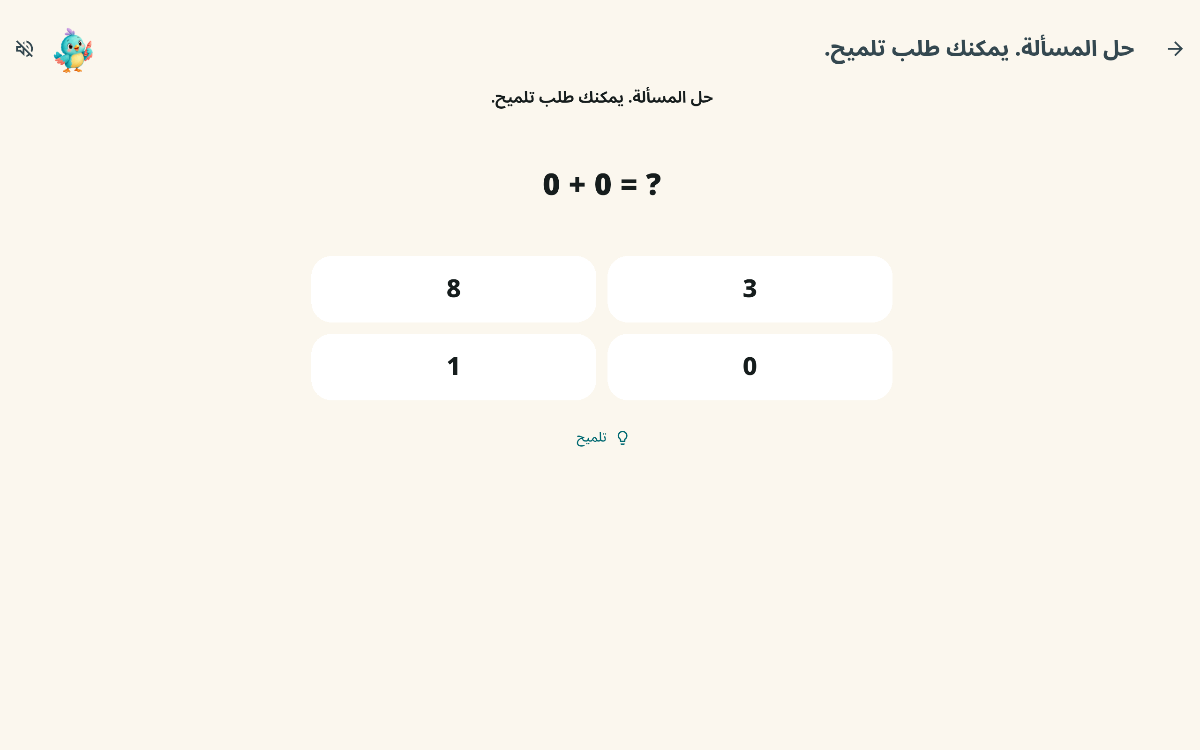 حل المسألة. يمكنك طلب تلميح.
حل المسألة. يمكنك طلب تلميح.
0 + 0 = ?
3
8
0
1
تلميح